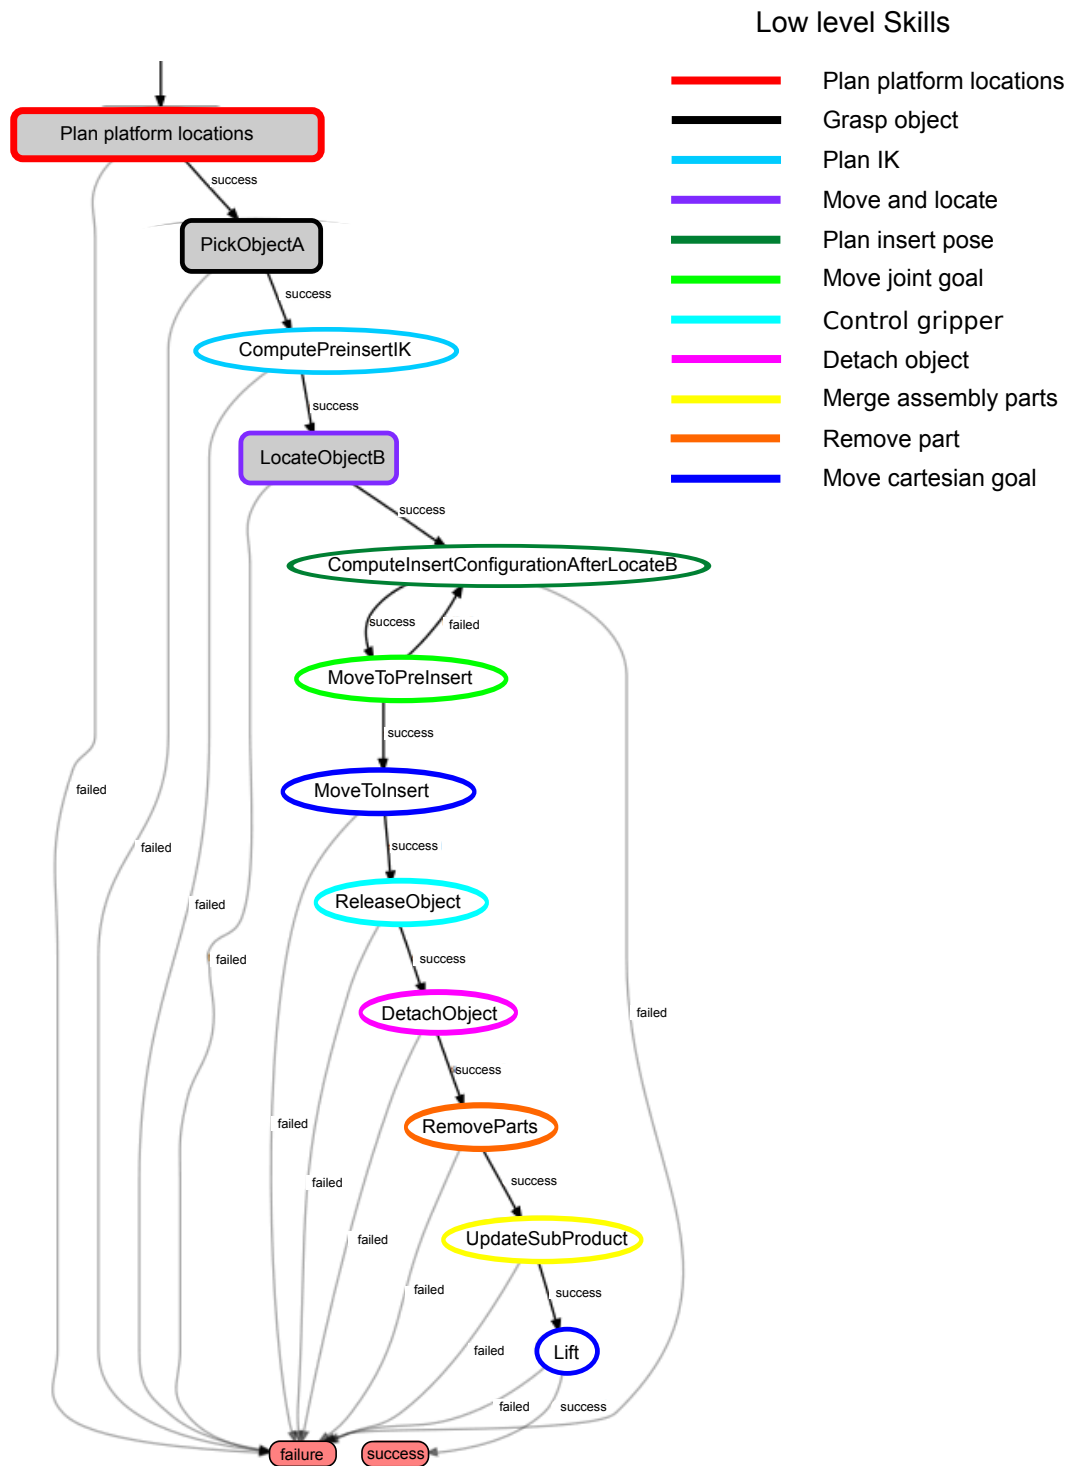 Low level Skills
Plan platform locations
Grasp object
Plan IK
Move and locate
Plan insert pose
Move joint goal
Control gripper
Detach object
Merge assembly parts
Remove part
Move cartesian goal
Plan platform locations
success
PickObjectA
success
ComputePreinsertIK
success
LocateObjectB
success
ComputeInsertConfigurationAfterLocateB
success
failed
MoveToPreInsert
success
MoveToInsert
failed
success
failed
ReleaseObject
failed
success
failed
DetachObject
failed
success
failed
RemoveParts
failed
success
failed
UpdateSubProduct
failed
success
failed
Lift
failed
success
failure
success